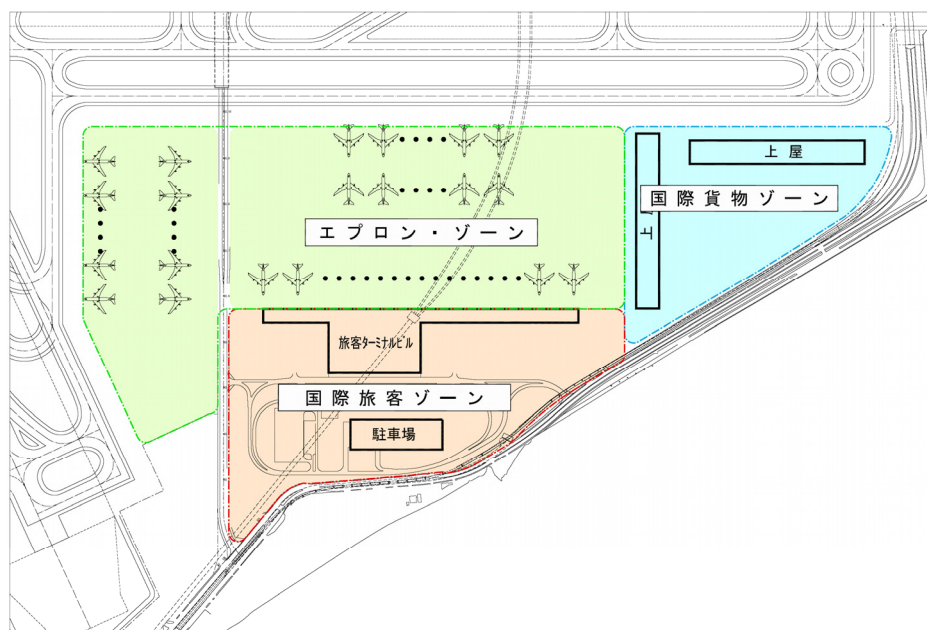 上屋
国際貨物ゾーン
上
エプロン・ゾーン
旅客ターミナルビル
国際旅客ゾーン
駐車場